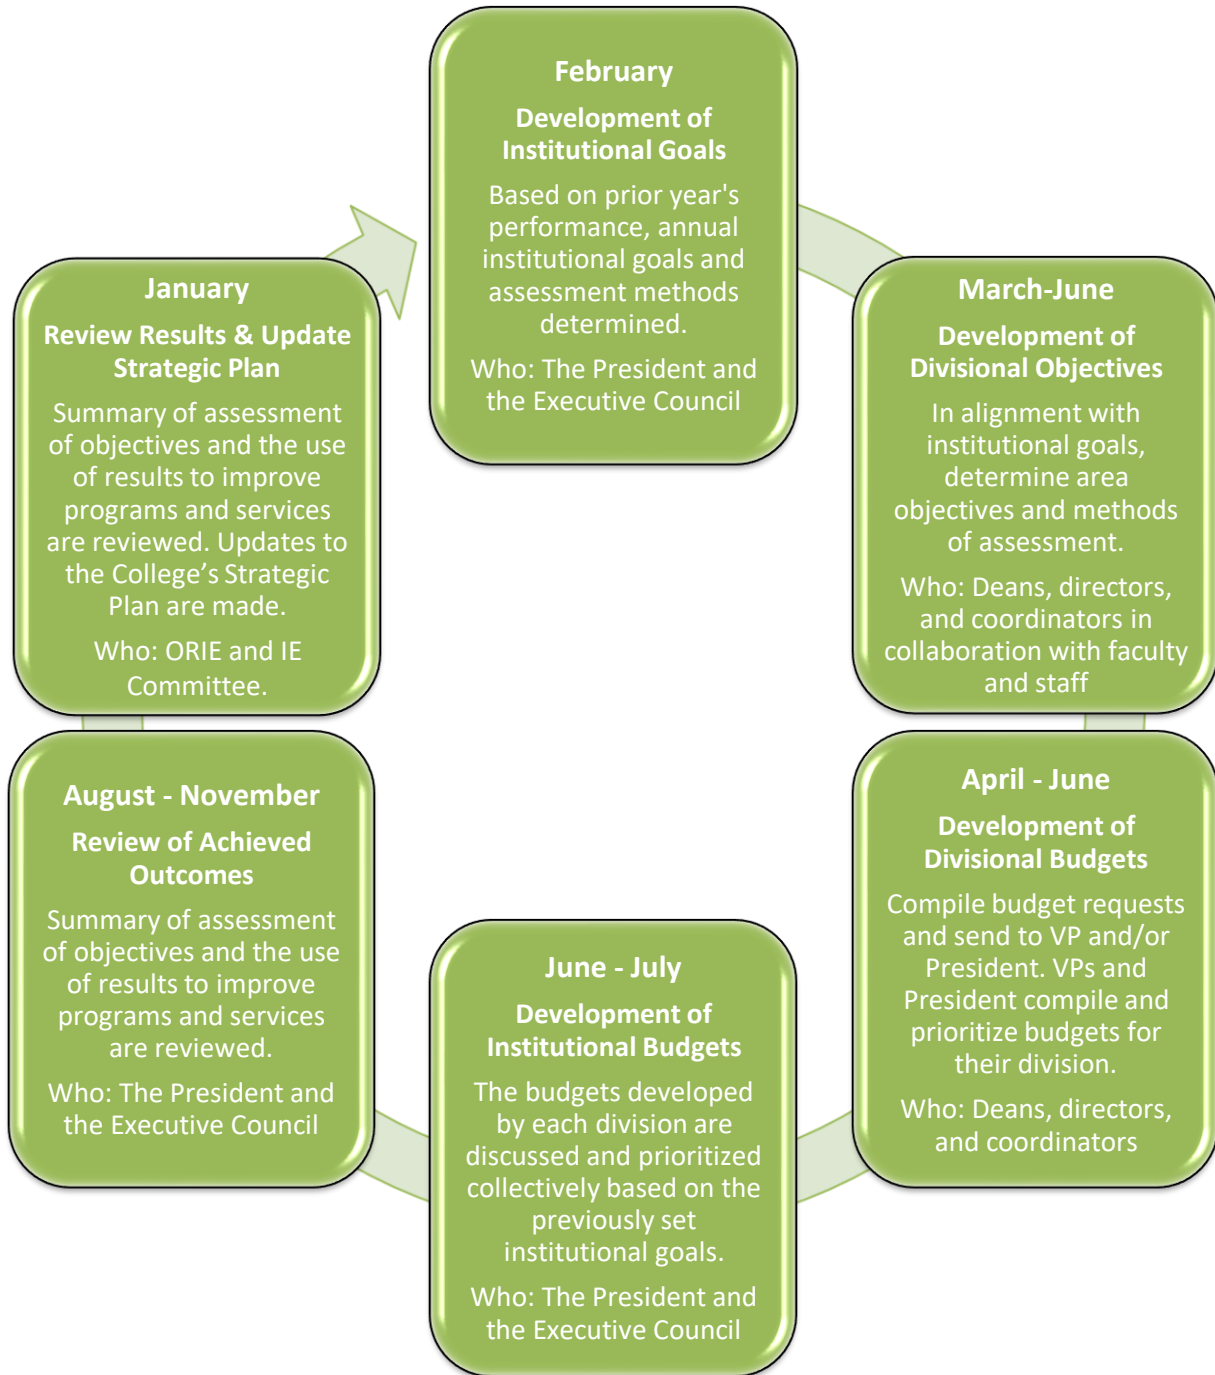 February
Development of
Institutional Goals
Based on prior year's
performance, annual
institutional goals and
assessment methods
determined.
Who: The President and
the Executive Council
March-June
Development of
Divisional Objectives
In alignment with
institutional goals,
determine area
objectives and methods
of assessment.
Who: Deans, directors,
and coordinators in
collaboration with faculty
and staff
April - June
Development of
Divisional Budgets
Compile budget requests
and send to VP and/or
President. VPs and
President compile and
prioritize budgets for
their division.
Who: Deans, directors,
and coordinators
June - July
Development of
Institutional Budgets
The budgets developed
by each division are
discussed and prioritized
collectively based on the
previously set
institutional goals.
Who: The President and
the Executive Council
August - November
Review of Achieved
Outcomes
Summary of assessment
of objectives and the use
of results to improve
programs and services
are reviewed.
Who: The President and
the Executive Council
January
Review Results & Update
Strategic Plan
Summary of assessment
of objectives and the use
of results to improve
programs and services
are reviewed. Updates to
the College’s Strategic
Plan are made.
Who: ORIE and IE
Committee.